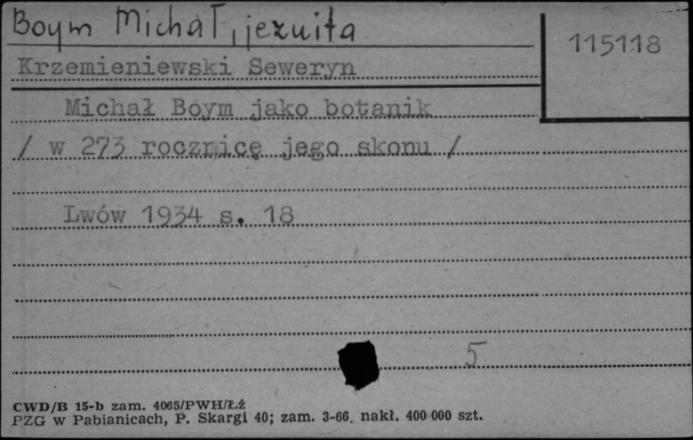 Boym Michał, jezuita
115118
Krzemieniewski Seweryn
Michał Boym jako botanik
/ w 273 rocznicę jego skonu /
Lwów 1934 s. 18
5
CWD/B 15-b zam. 4065/PWH/Łź
PZG w Pabianicach, P. Skargi 40; zam. 3-66. nakł. 400 000 szt.